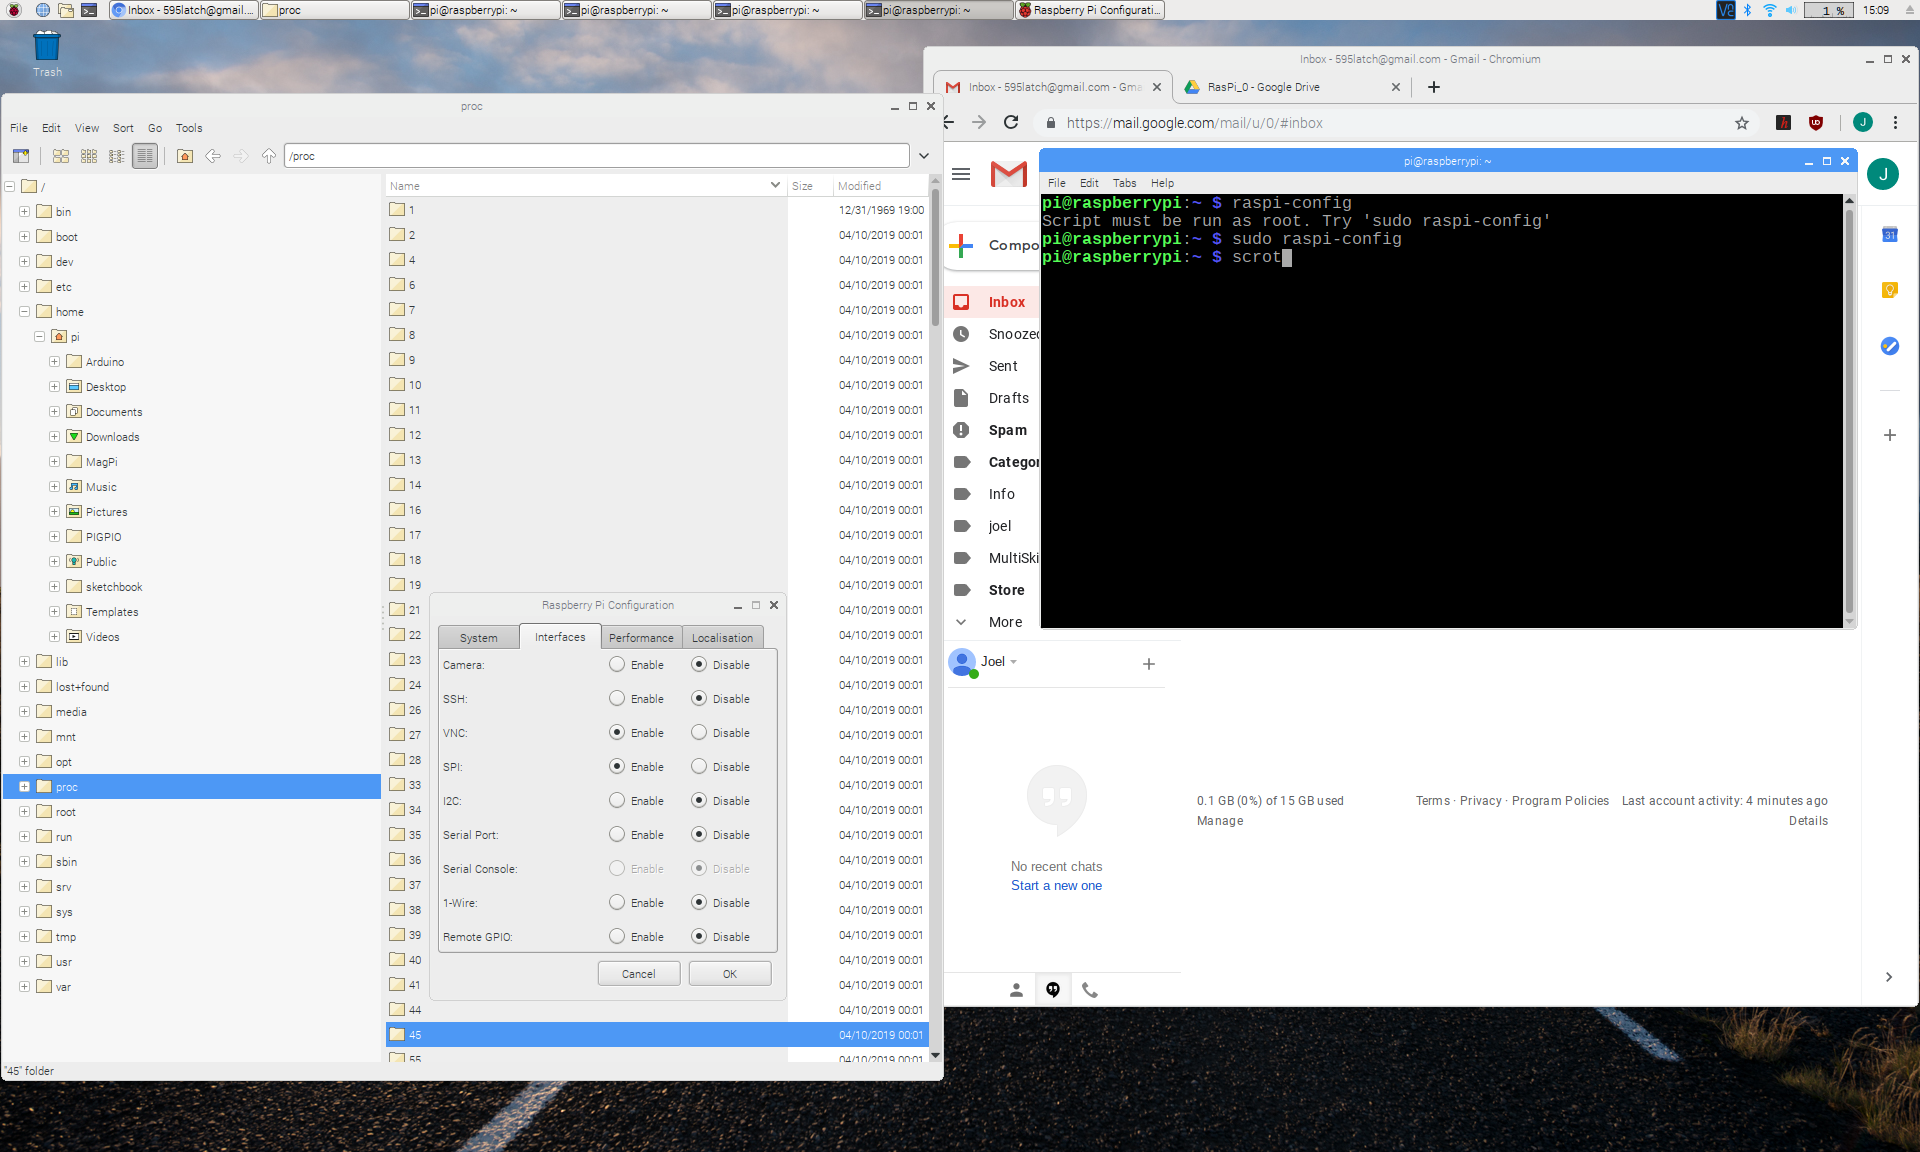 Inbox - 595latch@gmail....
proc
pi@raspberrypi: ~
pi@raspberrypi: ~
pi@raspberrypi: ~
pi@raspberrypi: ~
Raspberry Pi Configurati...
1 %
15:09
Trash
Inbox - 595latch@gmail.com - Gmail - Chromium
Inbox - 595latch@gmail.com - Gma
RasPi_0 - Google Drive
https://mail.google.com/mail/u/0/#inbox
J
proc
File Edit View Sort Go Tools
/proc
/
bin
boot
dev
etc
home
pi
Arduino
Desktop
Documents
Downloads
MagPi
Music
Pictures
PIGPIO
Public
sketchbook
Templates
Videos
lib
lost+found
media
mnt
opt
proc
root
run
sbin
srv
sys
tmp
usr
var
Name Size Modified
1 12/31/1969 19:00
2 04/10/2019 00:01
4 04/10/2019 00:01
6 04/10/2019 00:01
7 04/10/2019 00:01
8 04/10/2019 00:01
9 04/10/2019 00:01
10 04/10/2019 00:01
11 04/10/2019 00:01
12 04/10/2019 00:01
13 04/10/2019 00:01
14 04/10/2019 00:01
16 04/10/2019 00:01
17 04/10/2019 00:01
18 04/10/2019 00:01
19 04/10/2019 00:01
21 04/10/2019 00:01
22 04/10/2019 00:01
23 04/10/2019 00:01
24 04/10/2019 00:01
26 04/10/2019 00:01
27 04/10/2019 00:01
28 04/10/2019 00:01
33 04/10/2019 00:01
34 04/10/2019 00:01
35 04/10/2019 00:01
36 04/10/2019 00:01
37 04/10/2019 00:01
38 04/10/2019 00:01
39 04/10/2019 00:01
40 04/10/2019 00:01
41 04/10/2019 00:01
44 04/10/2019 00:01
45 04/10/2019 00:01
55 04/10/2019 00:01
"45" folder
Raspberry Pi Configuration
System Interfaces Performance Localisation
Camera: Enable Disable
SSH: Enable Disable
VNC: Enable Disable
SPI: Enable Disable
I2C: Enable Disable
Serial Port: Enable Disable
Serial Console: Enable Disable
1-Wire: Enable Disable
Remote GPIO: Enable Disable
Cancel OK
pi@raspberrypi: ~
File Edit Tabs Help
pi@raspberrypi:~ $ raspi-config
Script must be run as root. Try 'sudo raspi-config'
pi@raspberrypi:~ $ sudo raspi-config
pi@raspberrypi:~ $ scrot
J
31
Compo
Inbox
Snoozed
Sent
Drafts
Spam
Categor
Info
joel
MultiSki
Store
More
Joel
No recent chats
Start a new one
0.1 GB (0%) of 15 GB used
Manage
Terms · Privacy · Program Policies
Last account activity: 4 minutes ago
Details